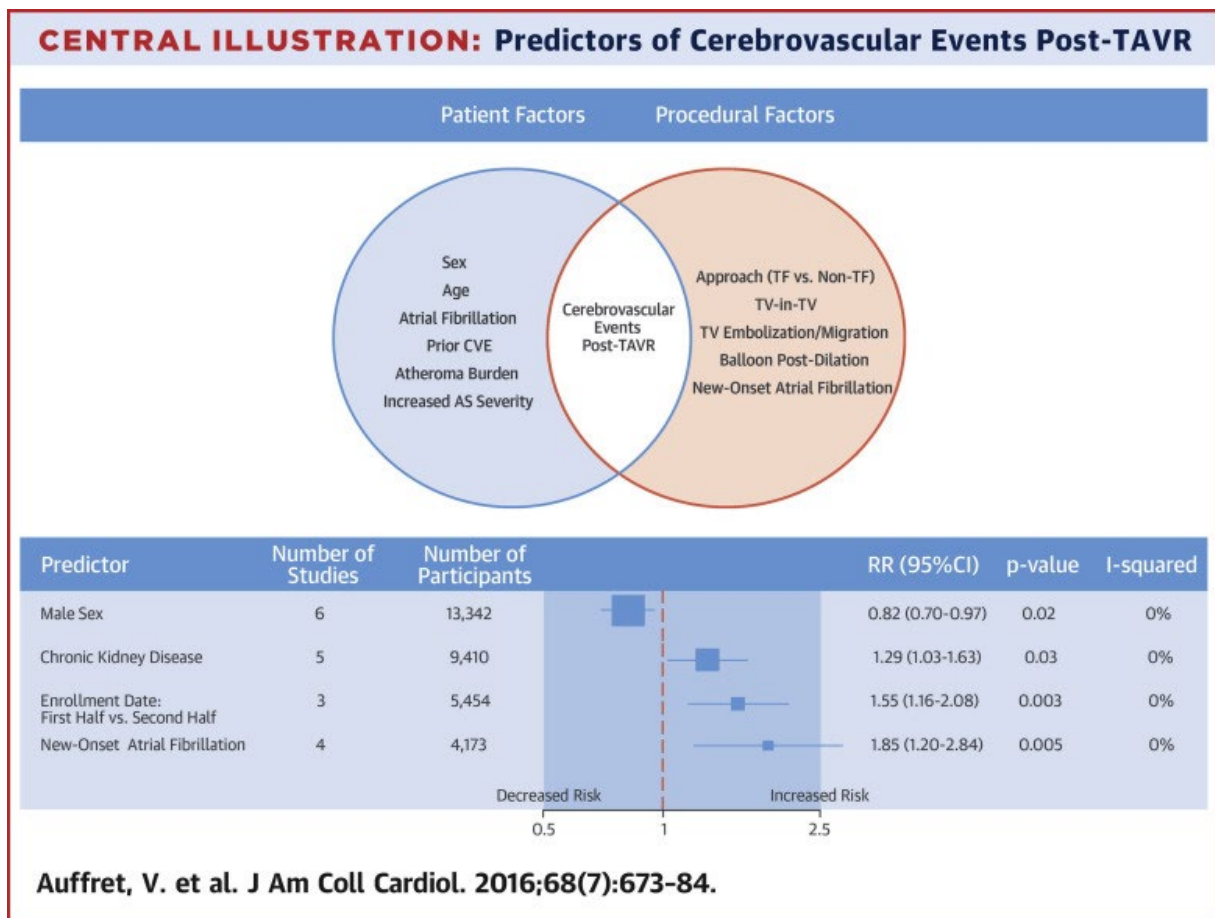 CENTRAL ILLUSTRATION: Predictors of Cerebrovascular Events Post-TAVR
Patient Factors
Procedural Factors
Sex
Age
Atrial Fibrillation
Prior CVE
Atheroma Burden
Increased AS Severity
Cerebrovascular
Events
Post-TAVR
Approach (TF vs. Non-TF)
TV-in-TV
TV Embolization/Migration
Balloon Post-Dilation
New-Onset Atrial Fibrillation
Predictor Number of Studies Number of Participants RR (95%CI) p-value I-squared
Male Sex 6 13,342 0.82 (0.70-0.97) 0.02 0%
Chronic Kidney Disease 5 9,410 1.29 (1.03-1.63) 0.03 0%
Enrollment Date:
First Half vs. Second Half 3 5,454 1.55 (1.16-2.08) 0.003 0%
New-Onset Atrial Fibrillation 4 4,173 1.85 (1.20-2.84) 0.005 0%
Decreased Risk Increased Risk
0.5 1 2.5
Auffret, V. et al. J Am Coll Cardiol. 2016;68(7):673-84.